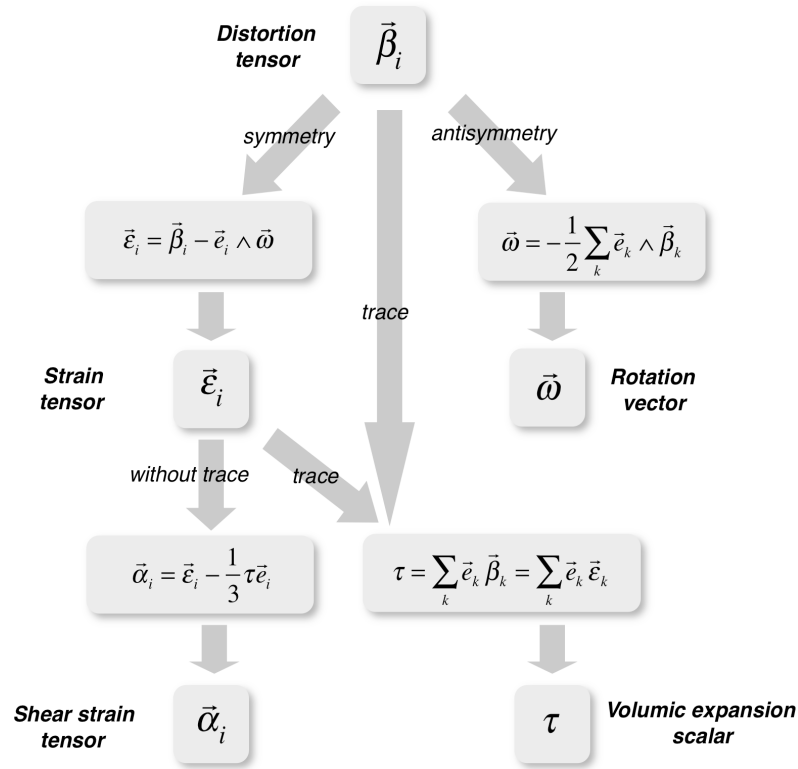 Distortion
tensor
β⃗ᵢ
symmetry
antisymmetry
ε⃗ᵢ = β⃗ᵢ − e⃗ᵢ ∧ ω⃗
ω⃗ = −1/2 ∑ₖ e⃗ₖ ∧ β⃗ₖ
trace
Strain
tensor
ε⃗ᵢ
ω⃗
Rotation
vector
without trace
trace
α⃗ᵢ = ε⃗ᵢ − 1/3 τe⃗ᵢ
τ = ∑ₖ e⃗ₖ β⃗ₖ = ∑ₖ e⃗ₖ ε⃗ₖ
Shear strain
tensor
α⃗ᵢ
τ
Volumic expansion
scalar